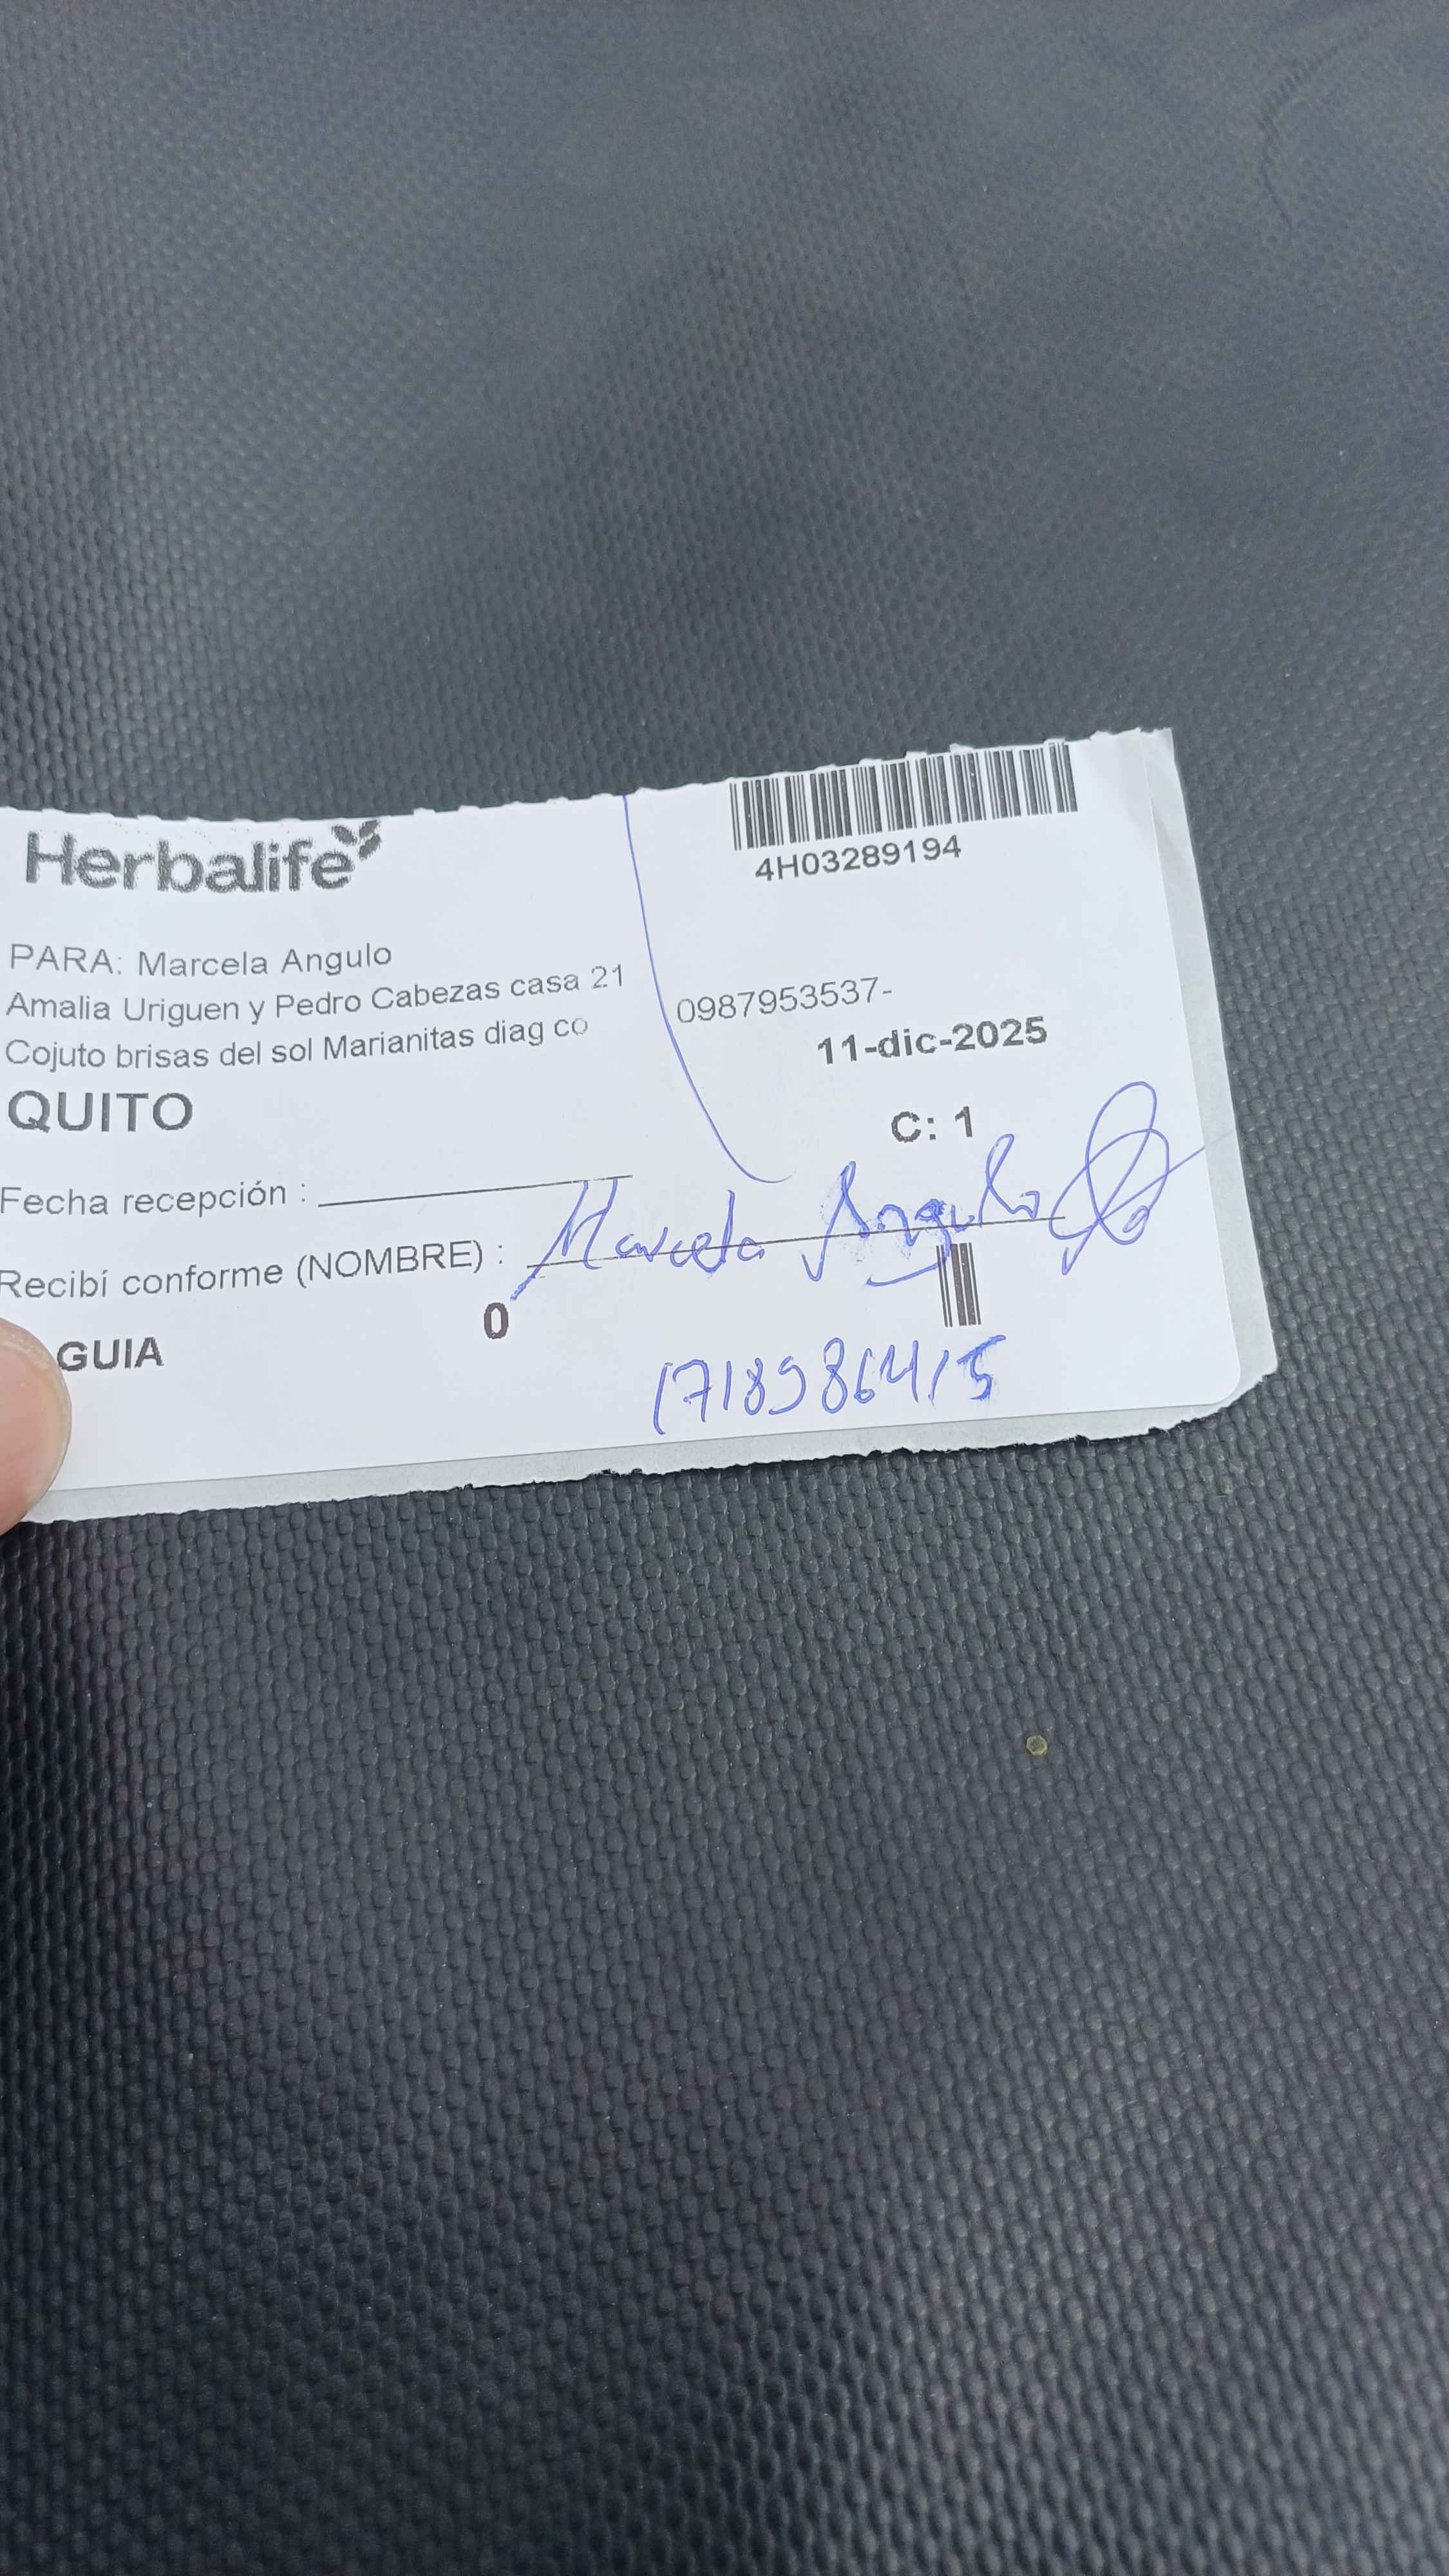 Herbalife
4H03289194
PARA: Marcela Angulo
Amalia Uriguen y Pedro Cabezas casa 21
Cojuto brisas del sol Marianitas diag co
0987953537-
11-dic-2025
QUITO
C: 1
Fecha recepción :
Recibí conforme (NOMBRE) : Marcela Angulo
GUIA 0
1718986415